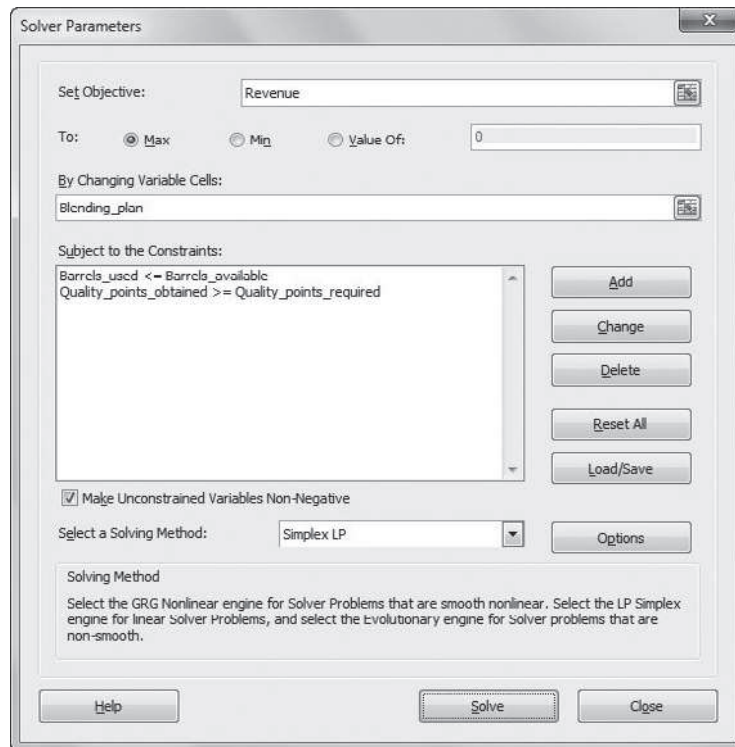 Solver Parameters
X
Set Objective:
Revenue
To:
Max
Min
Value Of:
0
By Changing Variable Cells:
Blending_plan
Subject to the Constraints:
Barrels_used <= Barrels_available
Quality_points_obtained >= Quality_points_required
Add
Change
Delete
Reset All
Load/Save
Make Unconstrained Variables Non-Negative
Select a Solving Method:
Simplex LP
Options
Solving Method
Select the GRG Nonlinear engine for Solver Problems that are smooth nonlinear. Select the LP Simplex
engine for linear Solver Problems, and select the Evolutionary engine for Solver problems that are
non-smooth.
Help
Solve
Close